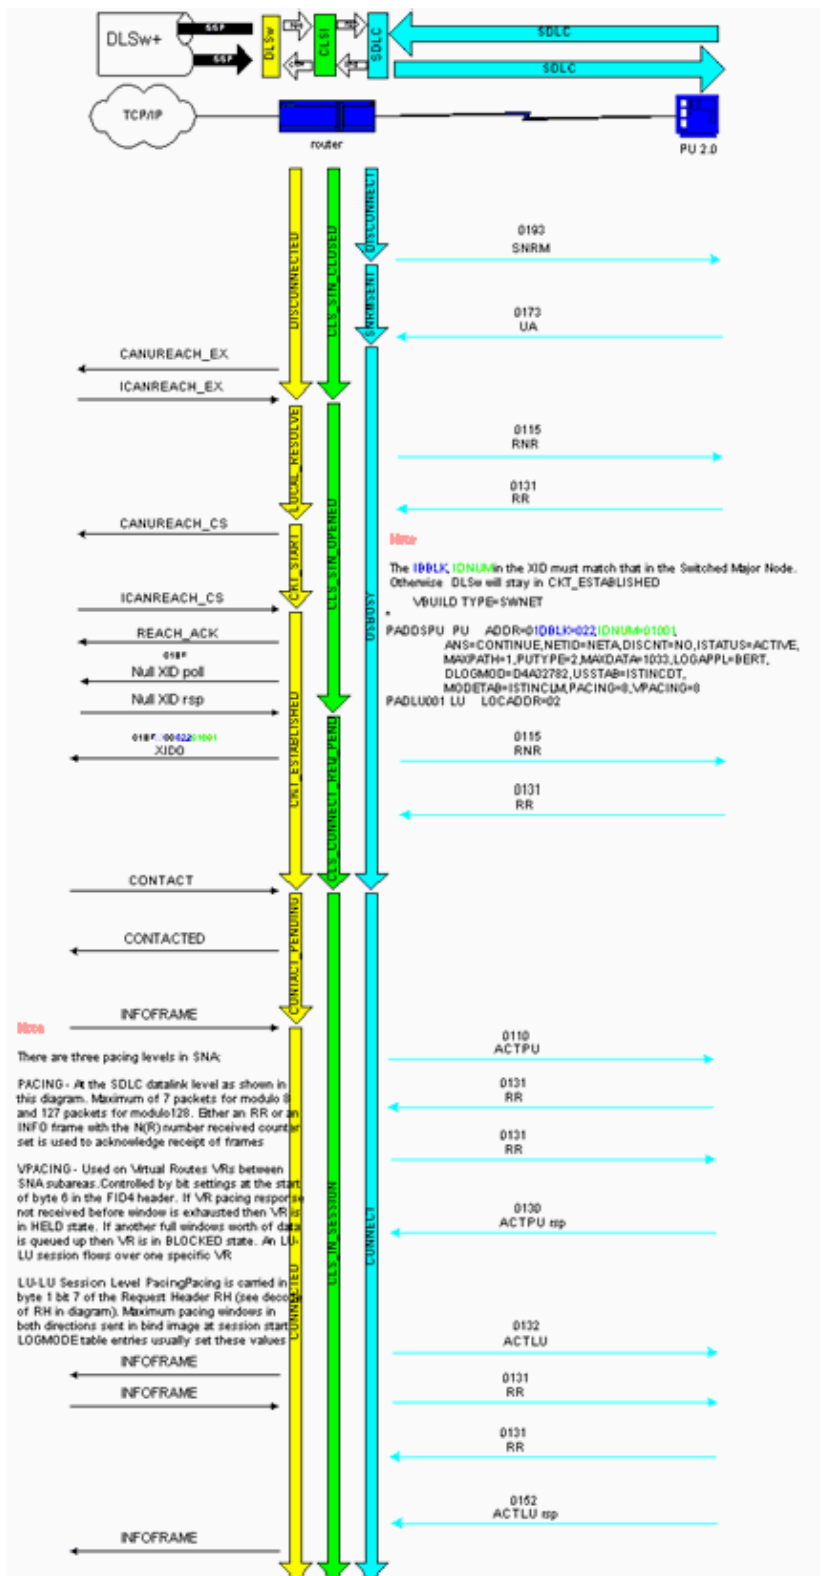 DLSw+
SSP
SSP
DLSw
CLSI
SDLC
SDLC
SDLC
TCP/IP
router
PU 2.0
DISCONNECTED
CLS_STN_CLOSED
DISCONNECT
0193
SNRM
SNRMSENT
0173
UA
CANUREACH_EX
ICANREACH_EX
LOCAL_RESOLVE
CLS_STN_OPENED
USBUSY
0115
RNR
0131
RR
CANUREACH_CS
CKT_START
Note
The IDBLK, IDNUM in the XID must match that in the Switched Major Node.
Otherwise DLSw will stay in CKT_ESTABLISHED
VBUILD TYPE=SWNET
*
ICANREACH_CS
REACH_ACK
PADDSPU PU ADDR=01IDBLK=022,IDNUM=01001,
ANS=CONTINUE,NETID=NETA,DISCNT=NO,ISTATUS=ACTIVE,
MAXPATH=1,PUTYPE=2,MAXDATA=1033,LOGAPPL=BERT,
DLOGMOD=D4A32782,USSTAB=ISTINCDT,
MODETAB=ISTINCLM,PACING=8,VPACING=8
PADLU001 LU LOCADDR=02
01BF
Null XID poll
Null XID rsp
CKT_ESTABLISHED
CLS_CONNECT_REQ_PEND
XID0
0115
RNR
0131
RR
CONTACT
CONTACTED
CONTACT_PENDING
INFOFRAME
Note
There are three pacing levels in SNA:
PACING - At the SDLC datalink level as shown in
this diagram. Maximum of 7 packets for modulo 8
and 127 packets for modulo128. Either an RR or an
INFO frame with the N(R) number received counter
set is used to acknowledge receipt of frames
VPACING - Used on Virtual Routes VRs between
SNA subareas.Controlled by bit settings at the start
of byte 6 in the FID4 header. If VR pacing response
not received before window is exhausted then VR is
in HELD state. If another full windows worth of data
is queued up then VR is in BLOCKED state. An LU-
LU session flows over one specific VR
LU-LU Session Level PacingPacing is carried in
byte 1 bit 7 of the Request Header RH (see decode
of RH in diagram). Maximum pacing windows in
both directions sent in bind image at session start.
LOGMODE table entries usually set these values
CONNECTED
CLS_IN_SESSION
CONNECT
0110
ACTPU
0131
RR
0131
RR
0130
ACTPU rsp
0132
ACTLU
INFOFRAME
INFOFRAME
0131
RR
0131
RR
0152
ACTLU rsp
INFOFRAME